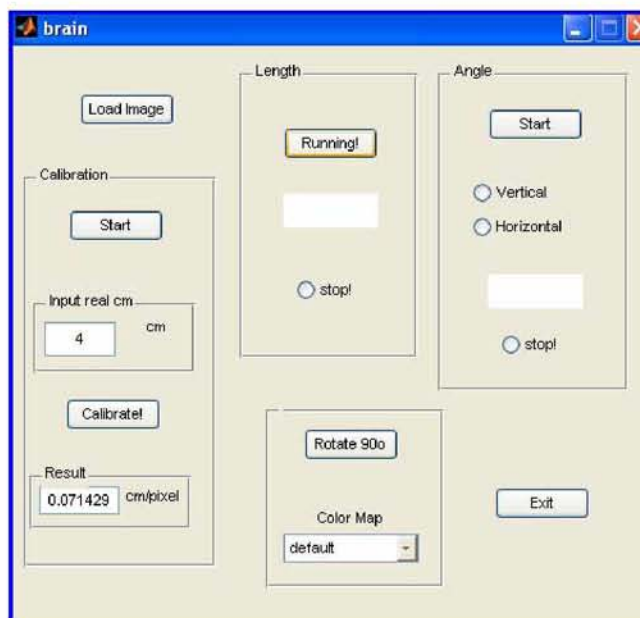 brain
Load Image
Calibration
Start
Input real cm
4
cm
Calibrate!
Result
0.071429
cm/pixel
Length
Running!
stop!
Angle
Start
Vertical
Horizontal
stop!
Rotate 90o
Color Map
default
Exit